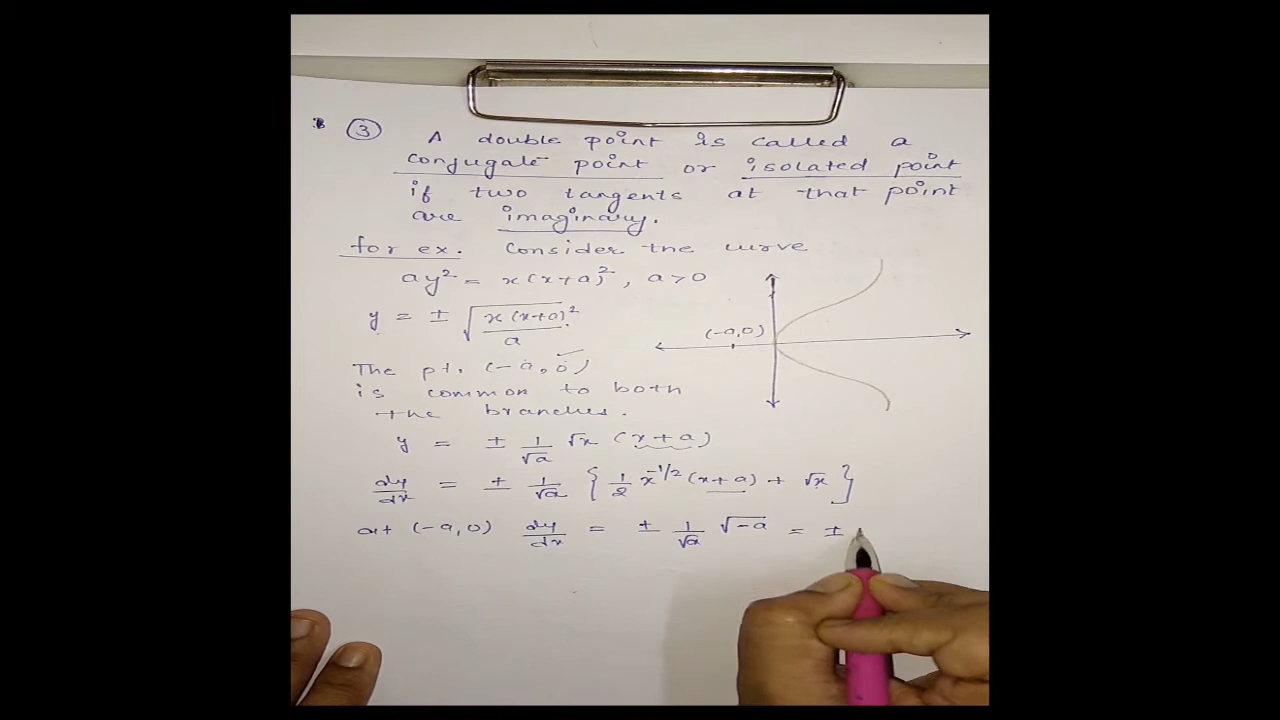 ③ A double point is called a
conjugate point or isolated point
if two tangents at that point
are imaginary.
for ex. Consider the curve
ay² = x(x+a)², a>0
y = ± √(x(x+a)²/a)
(-a,0)
The pt. (-a,0) ✓
is common to both
the branches.
y = ± 1/√a √x (x+a)
dy/dx = ± 1/√a { 1/2 x^(-1/2) (x+a) + √x }
at (-a,0) dy/dx = ± 1/√a √-a = ±